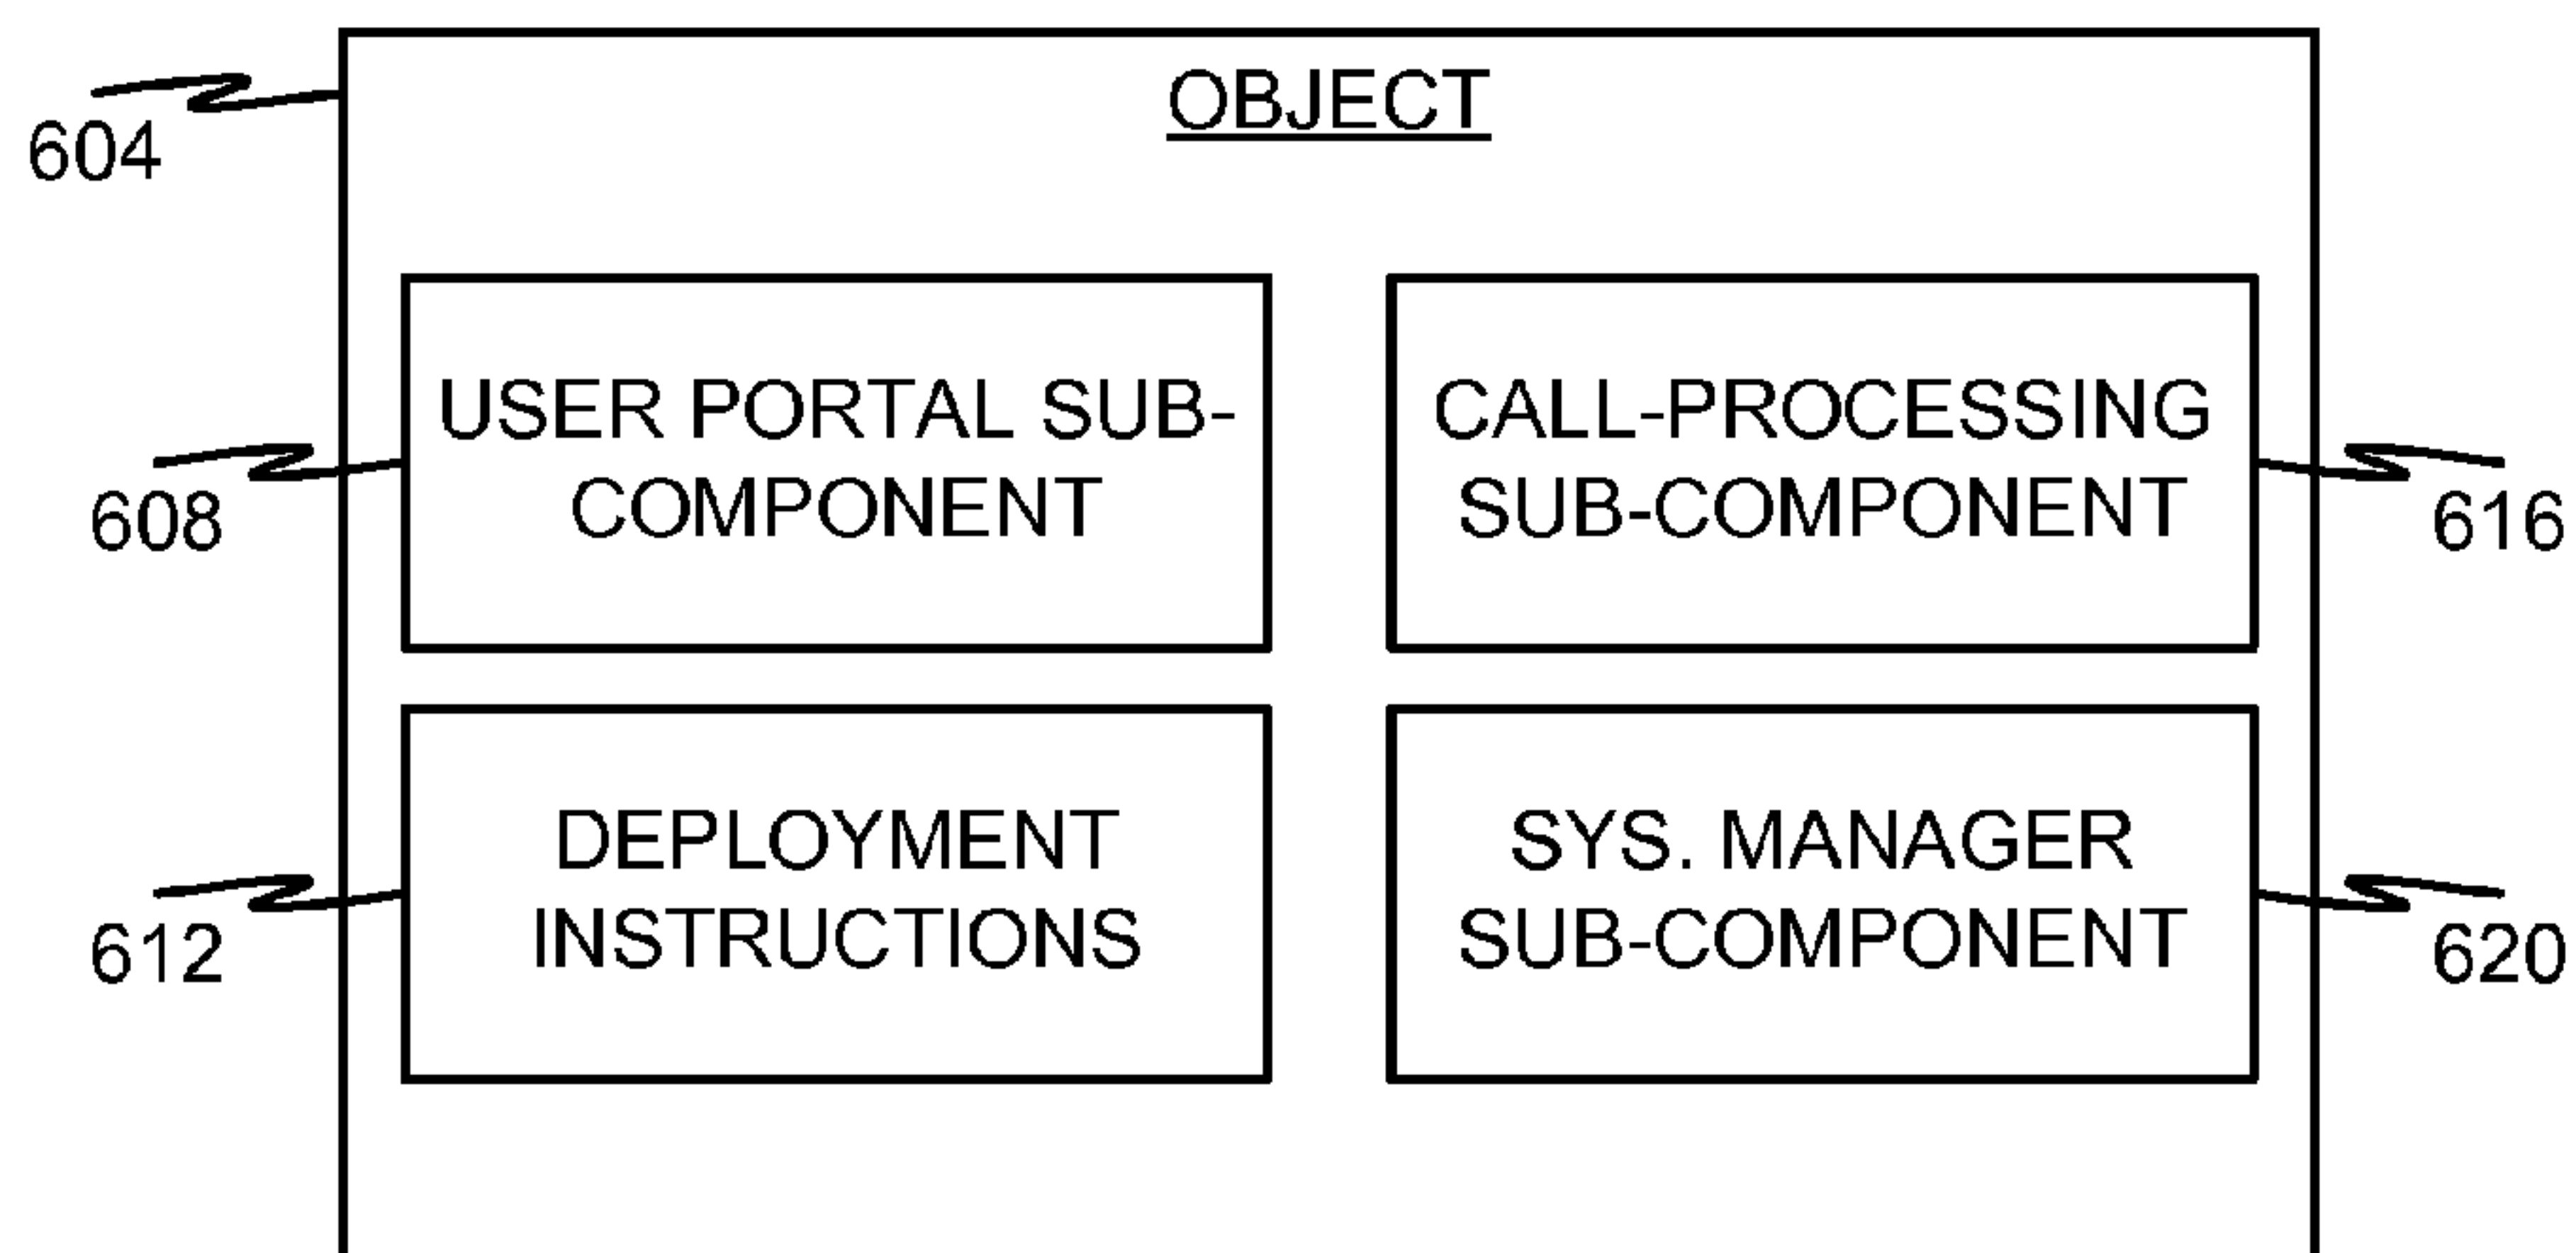 OBJECT
604
USER PORTAL SUB-
COMPONENT
608
CALL-PROCESSING
SUB-COMPONENT
616
DEPLOYMENT
INSTRUCTIONS
612
SYS. MANAGER
SUB-COMPONENT
620